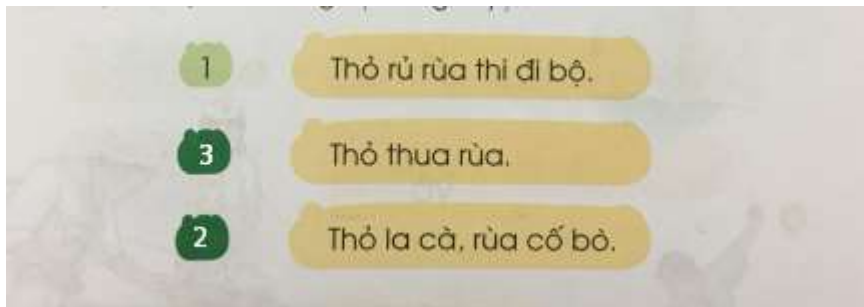 1 Thỏ rủ rùa thi đi bộ.
3 Thỏ thua rùa.
2 Thỏ la cà, rùa cố bò.